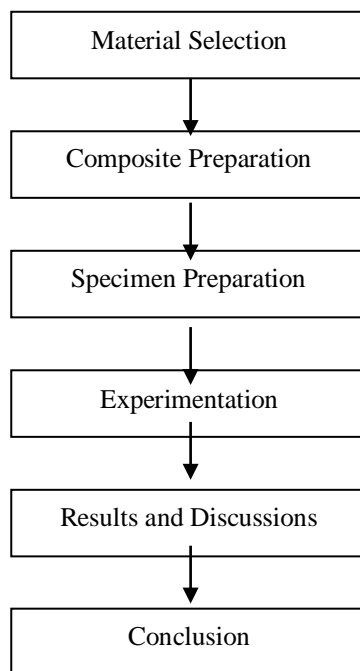 Material Selection
Composite Preparation
Specimen Preparation
Experimentation
Results and Discussions
Conclusion